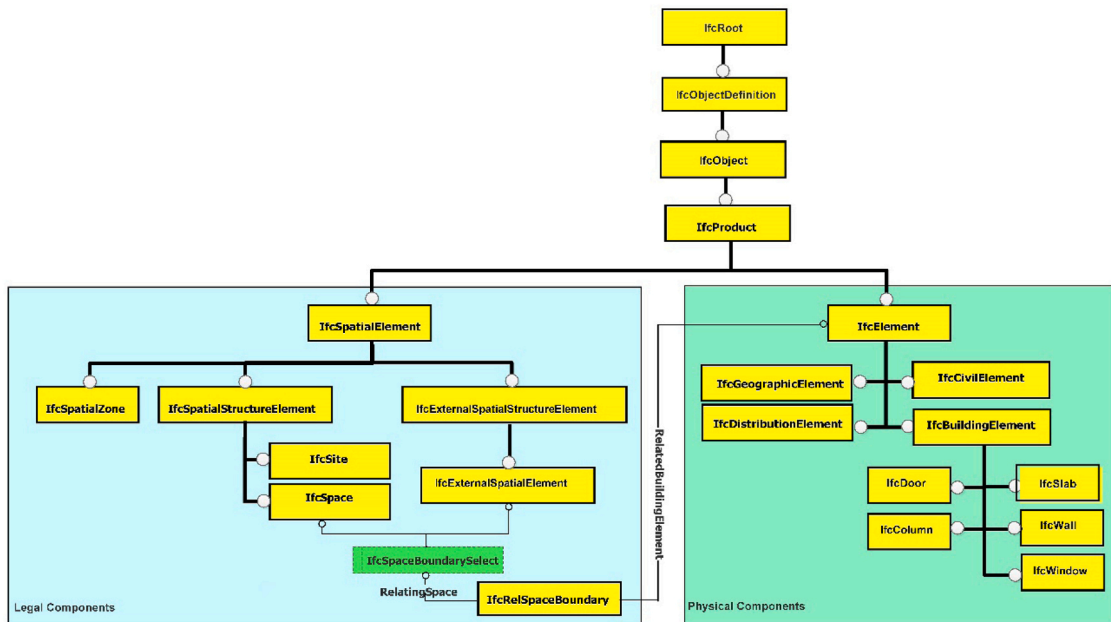 IfcRoot
IfcObjectDefinition
IfcObject
IfcProduct
IfcSpatialElement
IfcSpatialZone
IfcSpatialStructureElement
IfcExternalSpatialStructureElement
IfcSite
IfcSpace
IfcExternalSpatialElement
IfcSpaceBoundarySelect
RelatingSpace
IfcRelSpaceBoundary
Legal Components
RelatedBuildingElement
IfcElement
IfcGeographicElement
IfcCivilElement
IfcDistributionElement
IfcBuildingElement
IfcDoor
IfcSlab
IfcColumn
IfcWall
IfcWindow
Physical Components